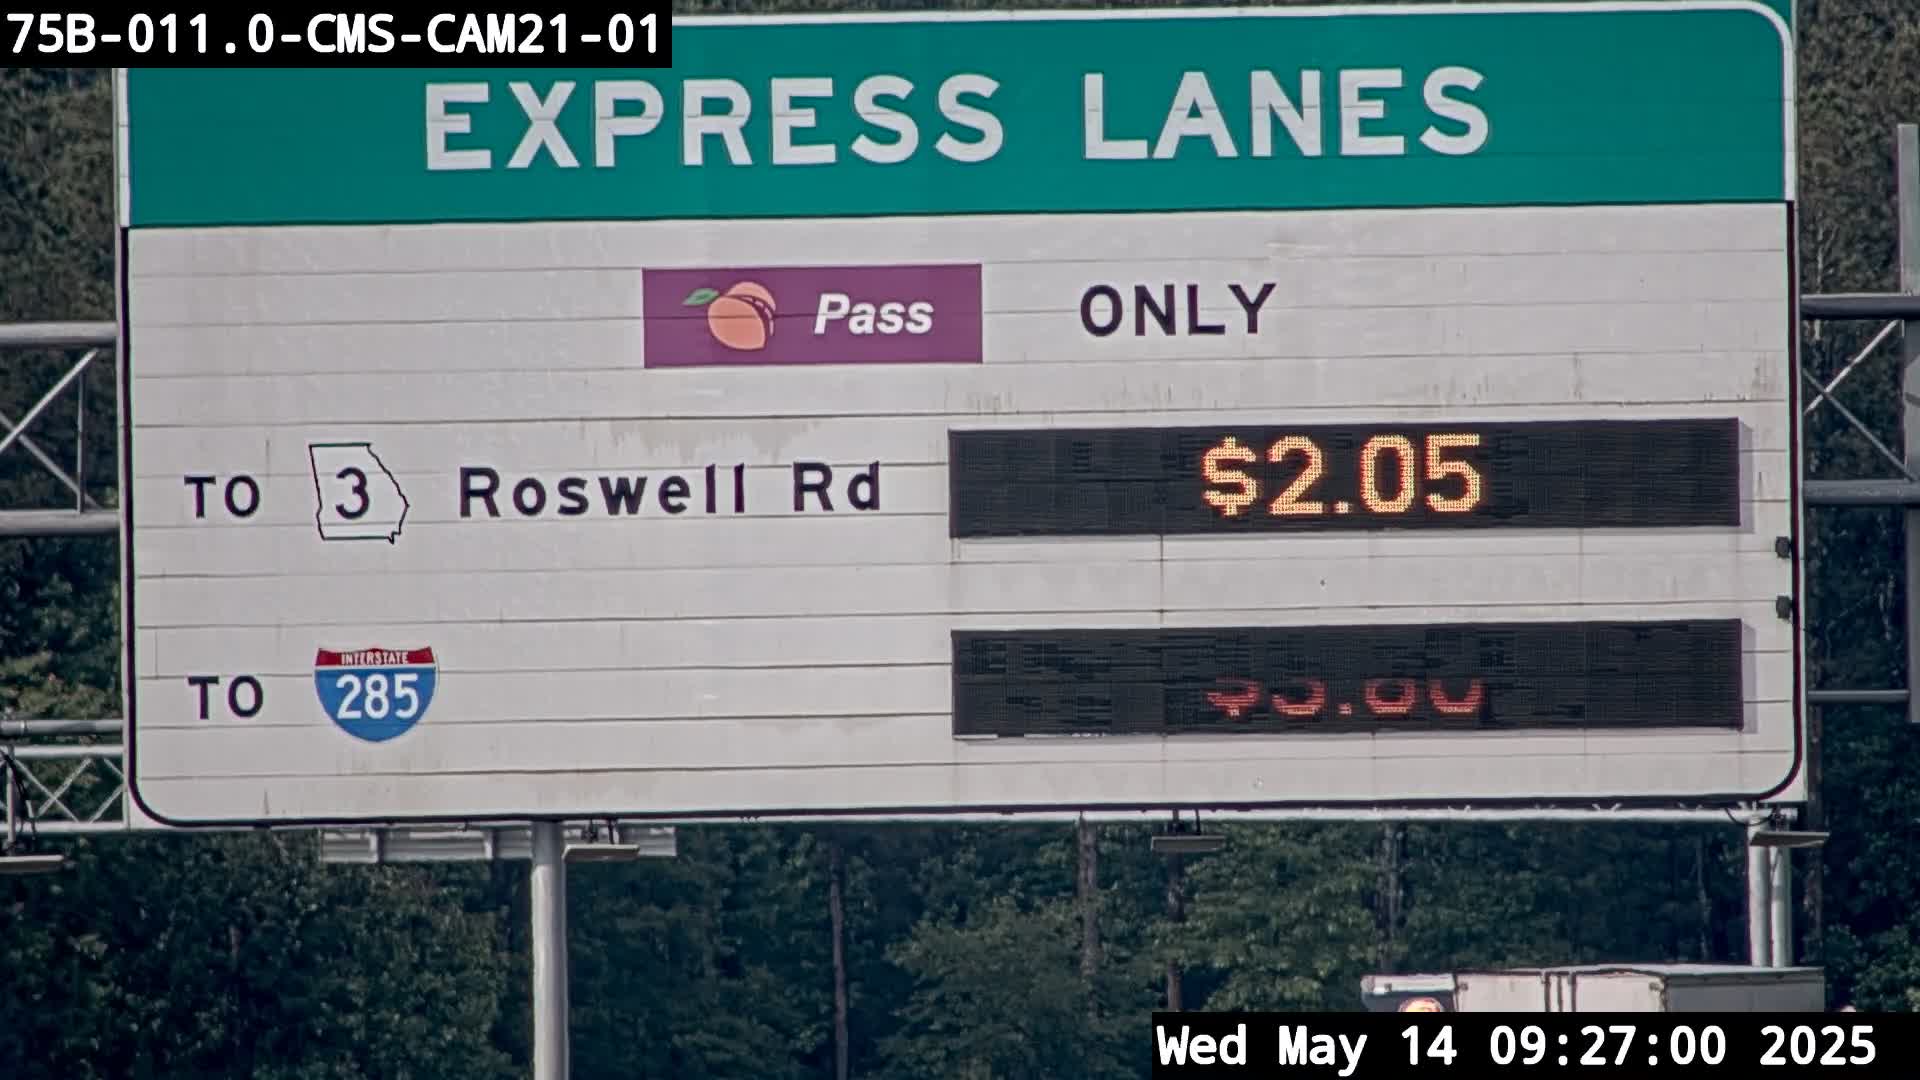 75B-011.0-CMS-CAM21-01
EXPRESS LANES
Pass ONLY
TO 3 Roswell Rd $2.05
TO INTERSTATE 285
Wed May 14 09:27:00 2025